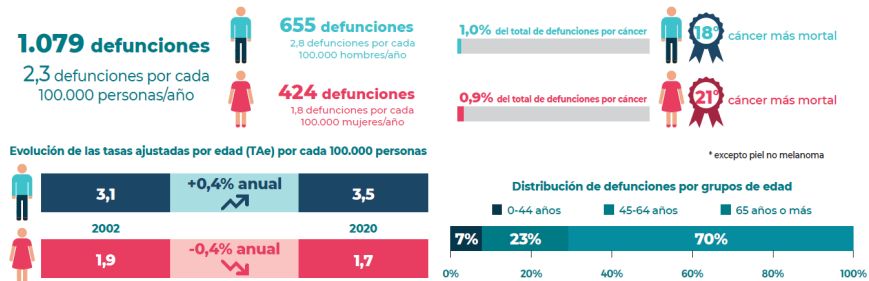 1.079 defunciones
2,3 defunciones por cada
100.000 personas/año
655 defunciones
2,8 defunciones por cada
100.000 hombres/año
424 defunciones
1,8 defunciones por cada
100.000 mujeres/año
1,0% del total de defunciones por cáncer
18º cáncer más mortal
0,9% del total de defunciones por cáncer
21º cáncer más mortal
* excepto piel no melanoma
Evolución de las tasas ajustadas por edad (TAe) por cada 100.000 personas
3,1 +0,4% anual 3,5
2002 2020
1,9 -0,4% anual 1,7
Distribución de defunciones por grupos de edad
0-44 años 45-64 años 65 años o más
7% 23% 70%
0% 20% 40% 60% 80% 100%